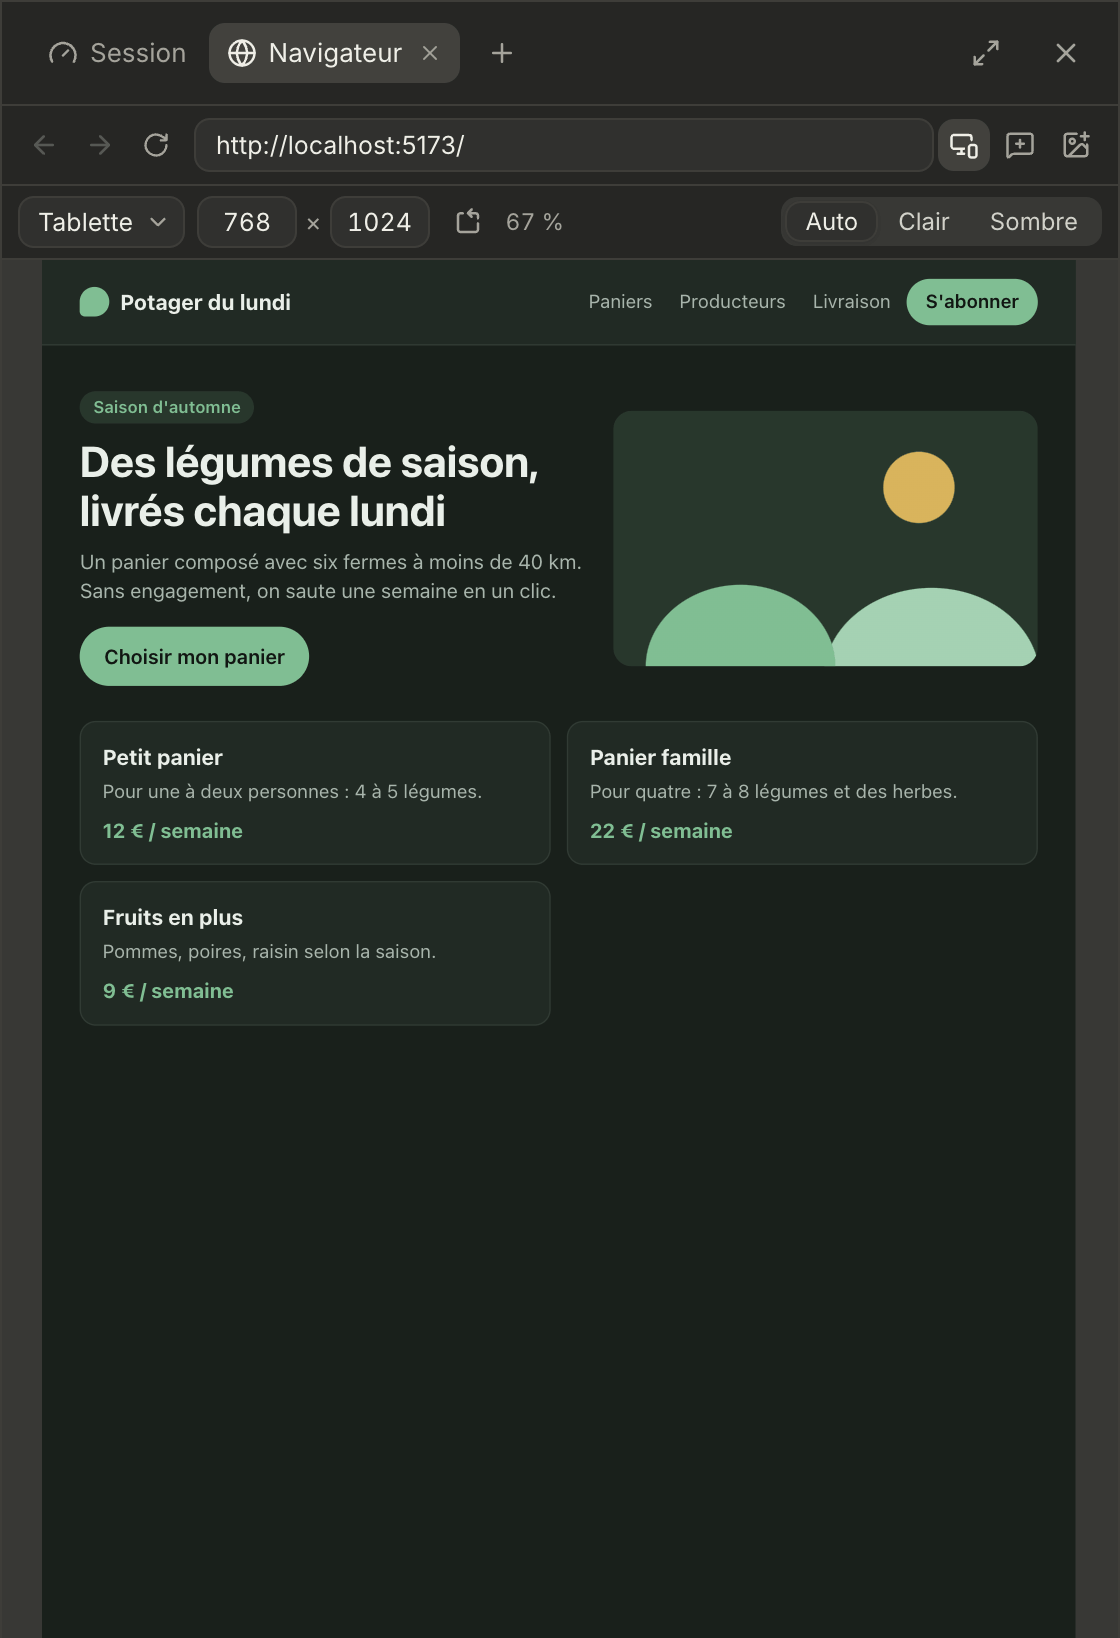 Session
Navigateur
http://localhost:5173/
Tablette
768 × 1024
67 %
Auto
Clair
Sombre
Potager du lundi
Paniers
Producteurs
Livraison
S'abonner
Saison d'automne
Des légumes de saison,
livrés chaque lundi
Un panier composé avec six fermes à moins de 40 km.
Sans engagement, on saute une semaine en un clic.
Choisir mon panier
Petit panier
Pour une à deux personnes : 4 à 5 légumes.
12 € / semaine
Panier famille
Pour quatre : 7 à 8 légumes et des herbes.
22 € / semaine
Fruits en plus
Pommes, poires, raisin selon la saison.
9 € / semaine